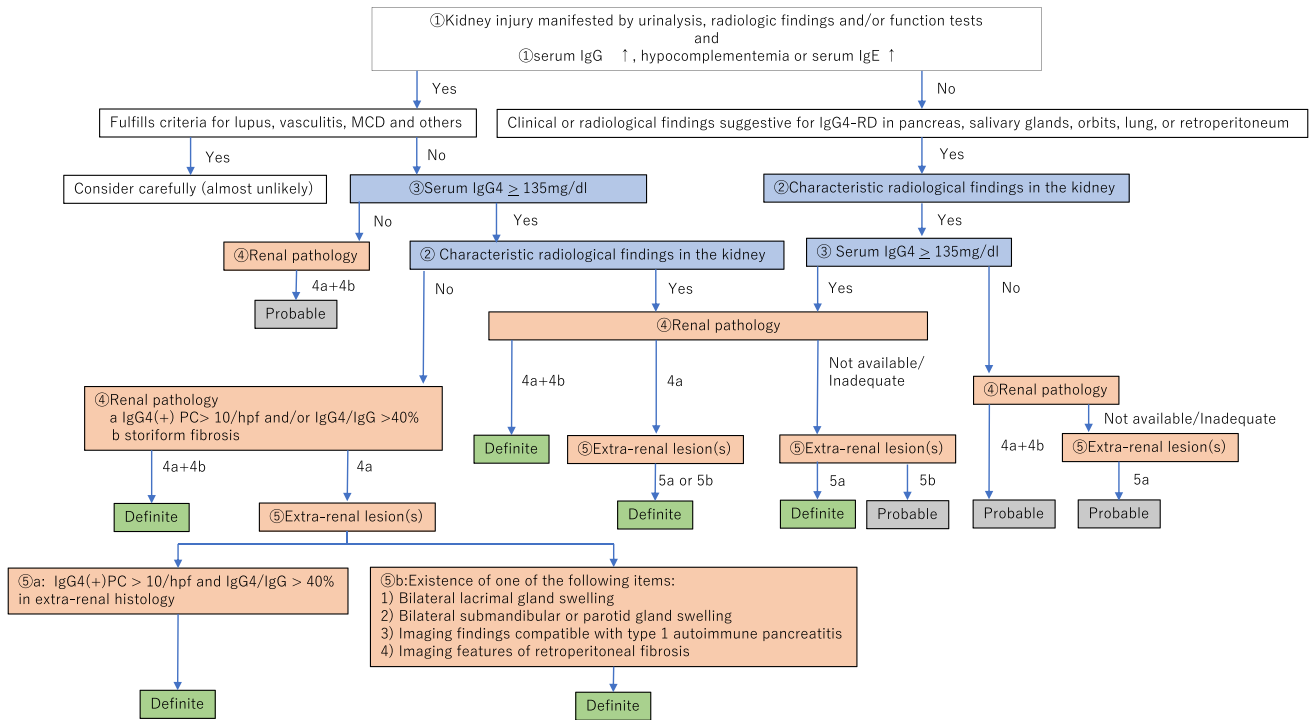 ①Kidney injury manifested by urinalysis, radiologic findings and/or function tests
and
①serum IgG ↑, hypocomplementemia or serum IgE ↑
Yes
No
Fulfills criteria for lupus, vasculitis, MCD and others
Clinical or radiological findings suggestive for IgG4-RD in pancreas, salivary glands, orbits, lung, or retroperitoneum
Yes
No
Yes
Consider carefully (almost unlikely)
③Serum IgG4 ≥ 135mg/dl
②Characteristic radiological findings in the kidney
No
Yes
Yes
④Renal pathology
② Characteristic radiological findings in the kidney
③ Serum IgG4 ≥ 135mg/dl
4a+4b
No
Yes
Yes
No
Probable
④Renal pathology
4a+4b
4a
Not available/
Inadequate
④Renal pathology
a IgG4(+) PC> 10/hpf and/or IgG4/IgG >40%
b storiform fibrosis
④Renal pathology
4a+4b
Not available/Inadequate
Definite
⑤Extra-renal lesion(s)
⑤Extra-renal lesion(s)
⑤Extra-renal lesion(s)
4a+4b
4a
5a or 5b
5a
5b
5a
Definite
⑤Extra-renal lesion(s)
Definite
Definite
Probable
Probable
Probable
⑤a: IgG4(+)PC > 10/hpf and IgG4/IgG > 40%
in extra-renal histology
⑤b:Existence of one of the following items:
1) Bilateral lacrimal gland swelling
2) Bilateral submandibular or parotid gland swelling
3) Imaging findings compatible with type 1 autoimmune pancreatitis
4) Imaging features of retroperitoneal fibrosis
Definite
Definite